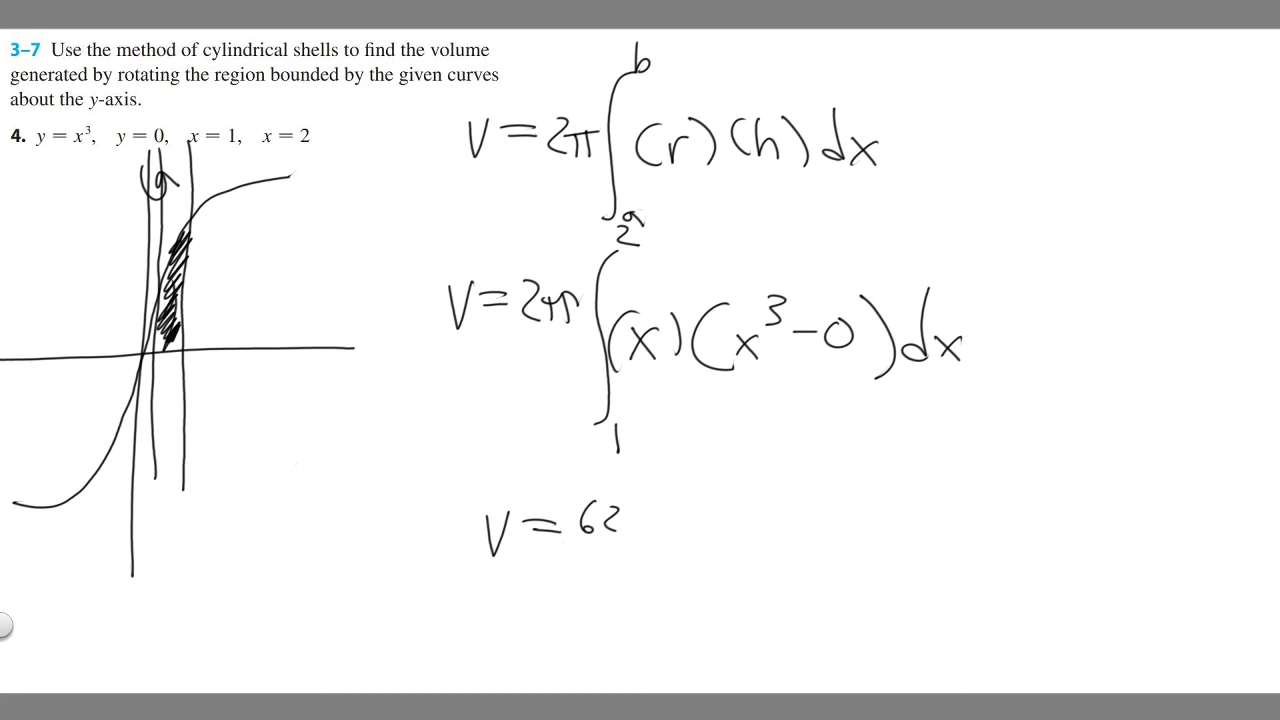 3–7 Use the method of cylindrical shells to find the volume
generated by rotating the region bounded by the given curves
about the y-axis.
4. y = x³, y = 0, x = 1, x = 2
b
V = 2π ∫ (r) (h) dx
a
2
V = 2π ∫ (x) (x³ − 0) dx
1
V = 62